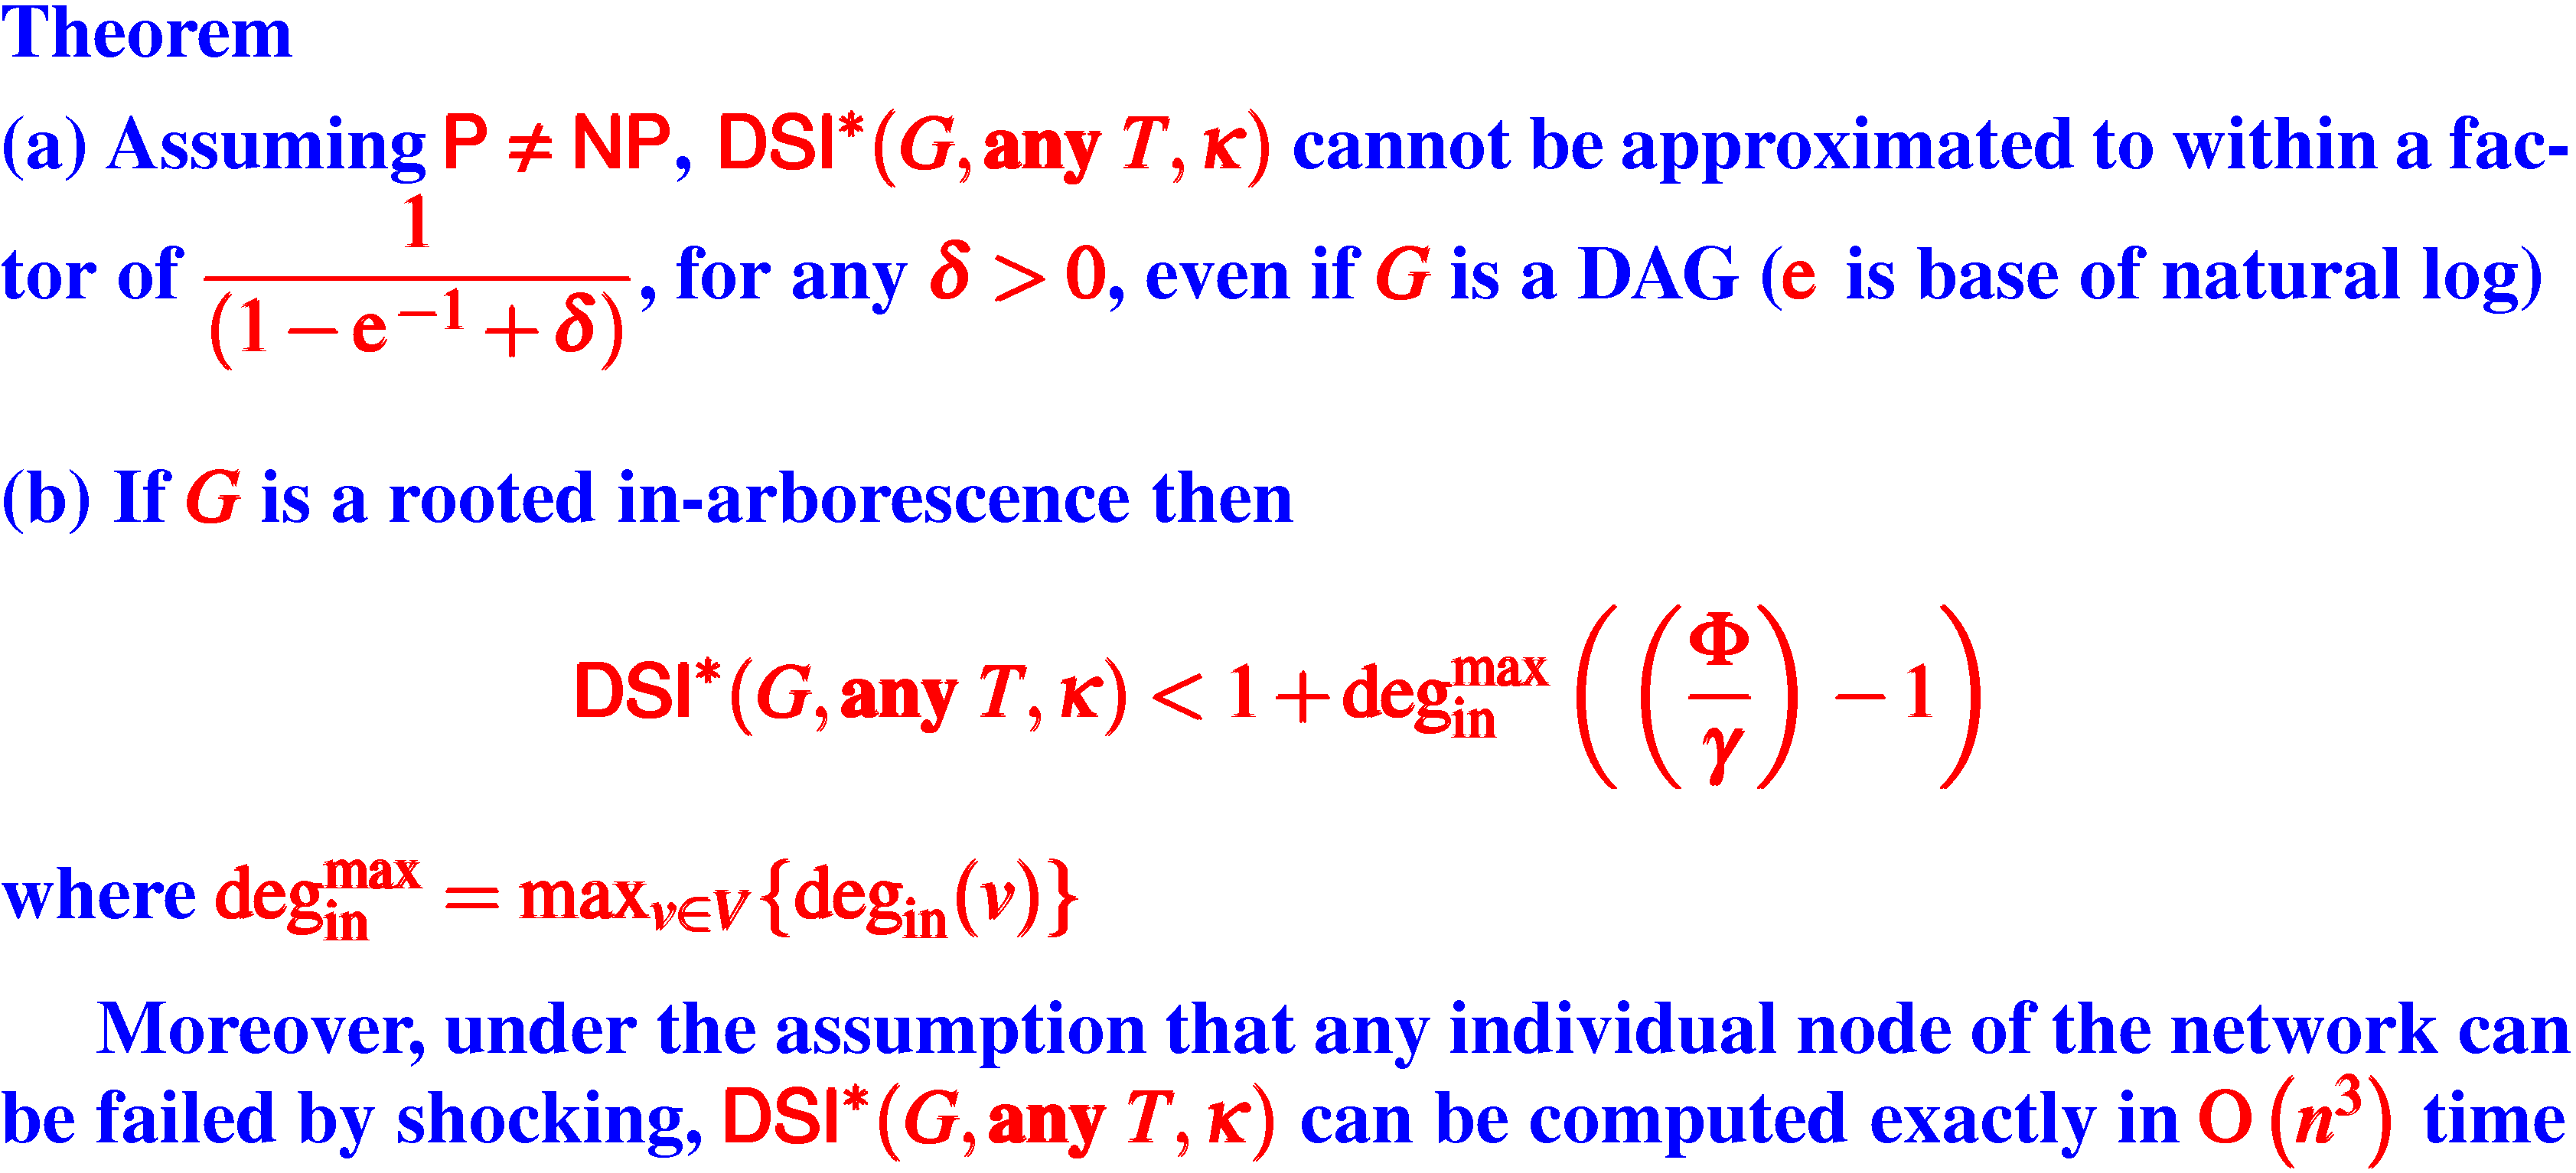 Theorem
(a) Assuming P ≠ NP, DSI*(G, any T, κ) cannot be approximated to within a fac-
tor of 1/(1 − e⁻¹ + δ), for any δ > 0, even if G is a DAG (e is base of natural log)
(b) If G is a rooted in-arborescence then
DSI*(G, any T, κ) < 1 + deg_in^max ((Φ/γ) − 1)
where deg_in^max = max_{v∈V} {deg_in(v)}
Moreover, under the assumption that any individual node of the network can
be failed by shocking, DSI*(G, any T, κ) can be computed exactly in O(n³) time